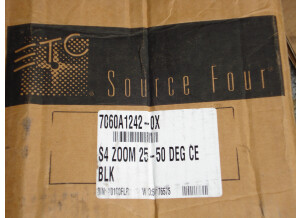 ETC
Source Four
7060A1242-0X
S4 ZOOM 25-50 DEG CE
BLK